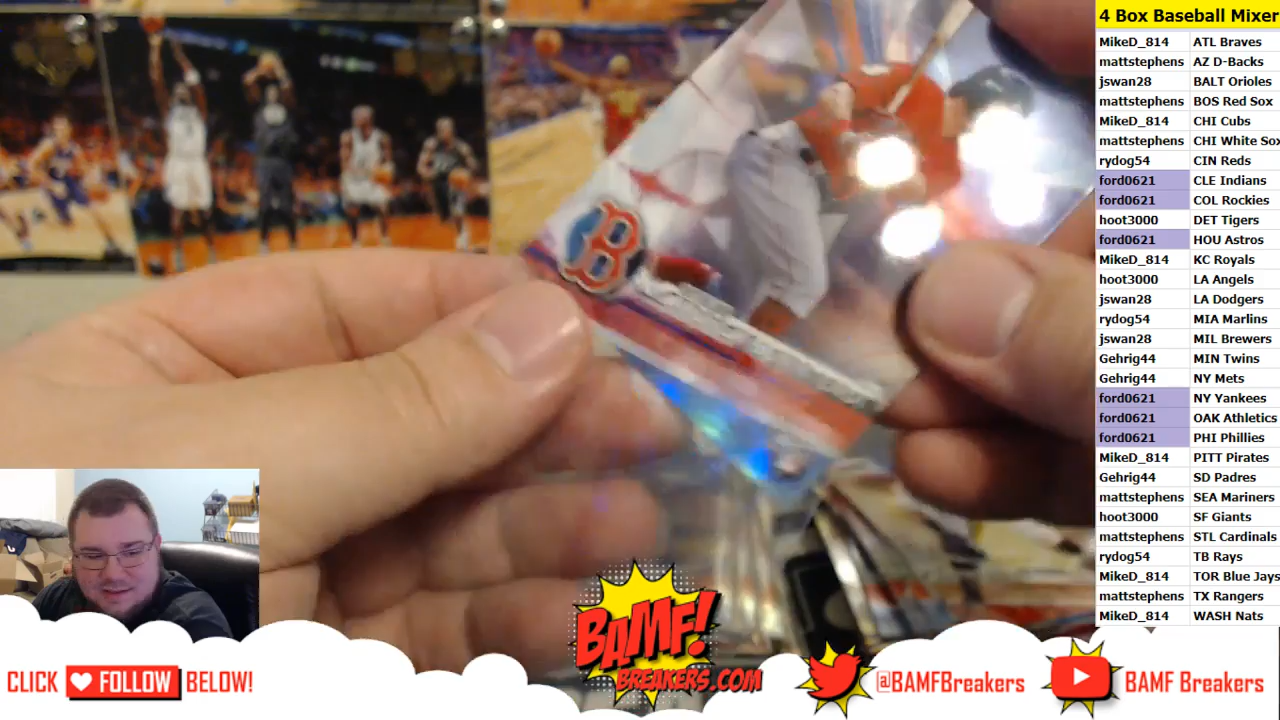 4 Box Baseball Mixer
MikeD_814 ATL Braves
mattstephens AZ D-Backs
jswan28 BALT Orioles
mattstephens BOS Red Sox
MikeD_814 CHI Cubs
mattstephens CHI White Sox
rydog54 CIN Reds
ford0621 CLE Indians
ford0621 COL Rockies
hoot3000 DET Tigers
ford0621 HOU Astros
MikeD_814 KC Royals
hoot3000 LA Angels
jswan28 LA Dodgers
rydog54 MIA Marlins
jswan28 MIL Brewers
Gehrig44 MIN Twins
Gehrig44 NY Mets
ford0621 NY Yankees
ford0621 OAK Athletics
ford0621 PHI Phillies
MikeD_814 PITT Pirates
Gehrig44 SD Padres
mattstephens SEA Mariners
hoot3000 SF Giants
mattstephens STL Cardinals
rydog54 TB Rays
MikeD_814 TOR Blue Jays
mattstephens TX Rangers
MikeD_814 WASH Nats
B
BAMF!
BREAKERS.COM
CLICK FOLLOW BELOW!
@BAMFBreakers
BAMF Breakers